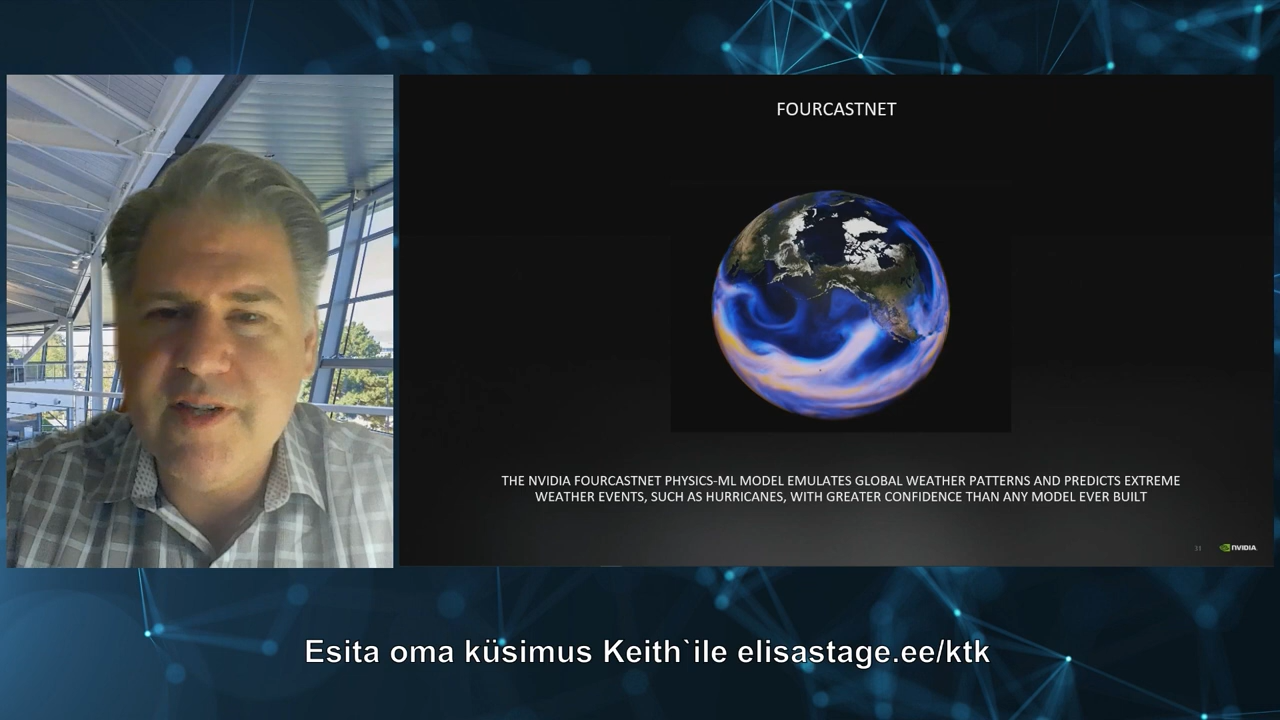 FOURCASTNET
THE NVIDIA FOURCASTNET PHYSICS-ML MODEL EMULATES GLOBAL WEATHER PATTERNS AND PREDICTS EXTREME
WEATHER EVENTS, SUCH AS HURRICANES, WITH GREATER CONFIDENCE THAN ANY MODEL EVER BUILT
31
NVIDIA
Esita oma küsimus Keith`ile elisastage.ee/ktk